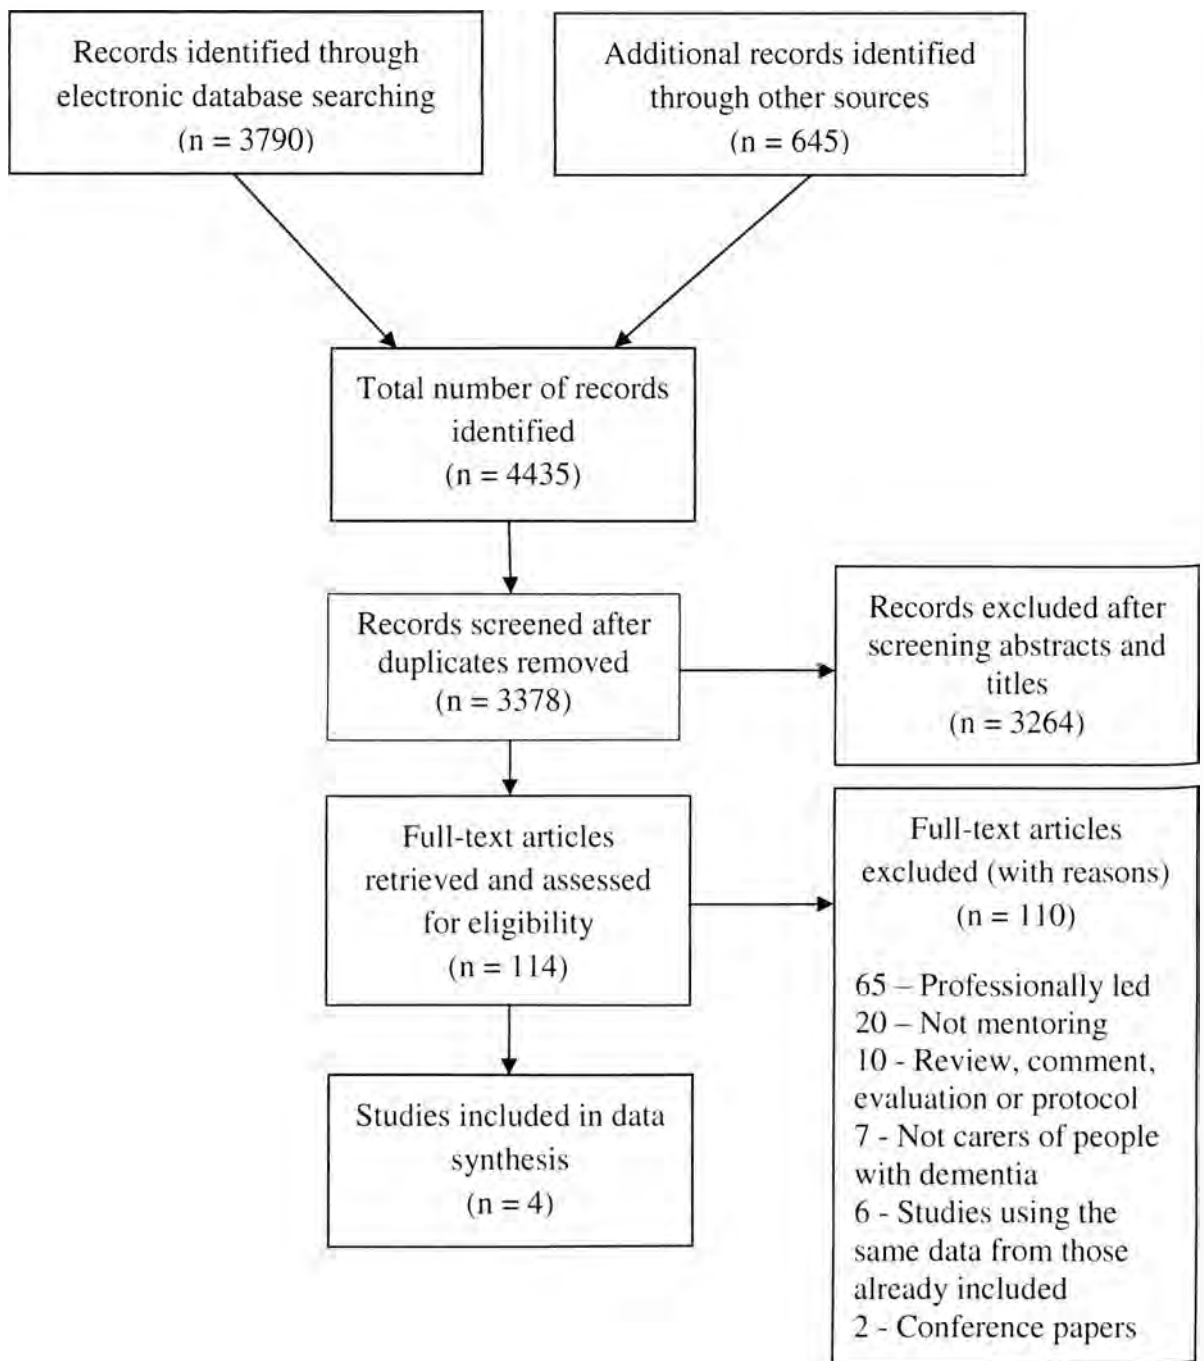 Records identified through
electronic database searching
(n = 3790)
Additional records identified
through other sources
(n = 645)
Total number of records
identified
(n = 4435)
Records screened after
duplicates removed
(n = 3378)
Records excluded after
screening abstracts and
titles
(n = 3264)
Full-text articles
retrieved and assessed
for eligibility
(n = 114)
Full-text articles
excluded (with reasons)
(n = 110)
65 – Professionally led
20 – Not mentoring
10 - Review, comment,
evaluation or protocol
7 - Not carers of people
with dementia
6 - Studies using the
same data from those
already included
2 - Conference papers
Studies included in data
synthesis
(n = 4)